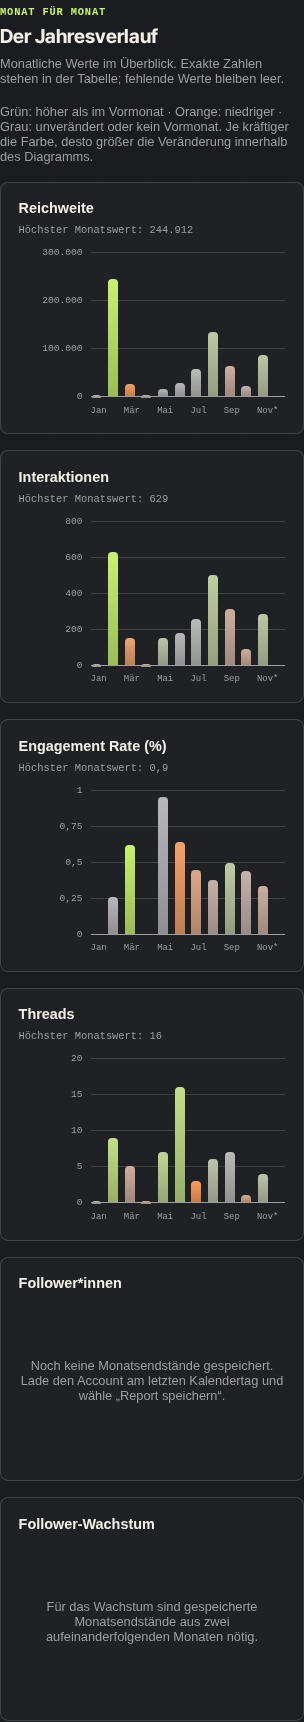 MONAT FÜR MONAT
Der Jahresverlauf
Monatliche Werte im Überblick. Exakte Zahlen
stehen in der Tabelle; fehlende Werte bleiben leer.
Grün: höher als im Vormonat · Orange: niedriger ·
Grau: unverändert oder kein Vormonat. Je kräftiger
die Farbe, desto größer die Veränderung innerhalb
des Diagramms.
Reichweite
Höchster Monatswert: 244.912
300.000
200.000
100.000
0
Jan Mär Mai Jul Sep Nov*
Interaktionen
Höchster Monatswert: 629
800
600
400
200
0
Jan Mär Mai Jul Sep Nov*
Engagement Rate (%)
Höchster Monatswert: 0,9
1
0,75
0,5
0,25
0
Jan Mär Mai Jul Sep Nov*
Threads
Höchster Monatswert: 16
20
15
10
5
0
Jan Mär Mai Jul Sep Nov*
Follower*innen
Noch keine Monatsendstände gespeichert.
Lade den Account am letzten Kalendertag und
wähle „Report speichern“.
Follower-Wachstum
Für das Wachstum sind gespeicherte
Monatsendstände aus zwei
aufeinanderfolgenden Monaten nötig.